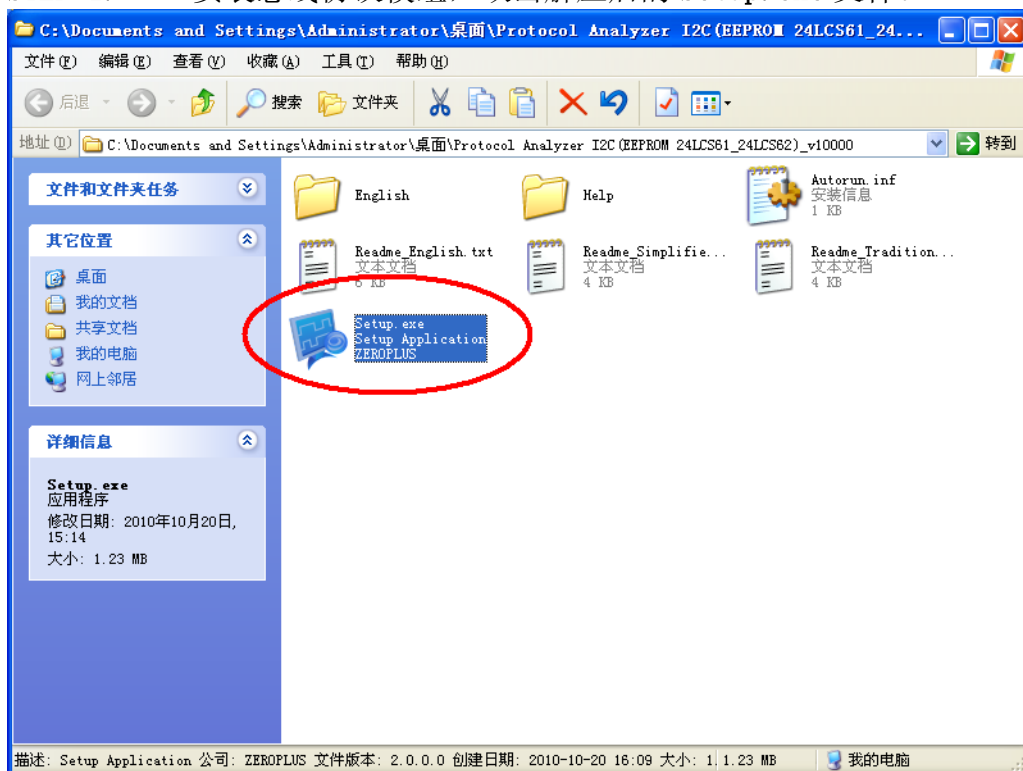 C:\Documents and Settings\Administrator\桌面\Protocol Analyzer I2C(EEPROM 24LCS61_24...
文件(F) 编辑(E) 查看(V) 收藏(A) 工具(T) 帮助(H)
后退 搜索 文件夹
地址(D) C:\Documents and Settings\Administrator\桌面\Protocol Analyzer I2C(EEPROM 24LCS61_24LCS62)_v10000 转到
文件和文件夹任务
其它位置
桌面
我的文档
共享文档
我的电脑
网上邻居
详细信息
Setup.exe
应用程序
修改日期: 2010年10月20日,
15:14
大小: 1.23 MB
English
Help
Autorun.inf
安装信息
1 KB
Readme_English.txt
文本文档
6 KB
Readme_Simplifie...
文本文档
4 KB
Readme_Tradition...
文本文档
4 KB
Setup.exe
Setup Application
ZEROPLUS
描述: Setup Application 公司: ZEROPLUS 文件版本: 2.0.0.0 创建日期: 2010-10-20 16:09 大小: 1 1.23 MB 我的电脑